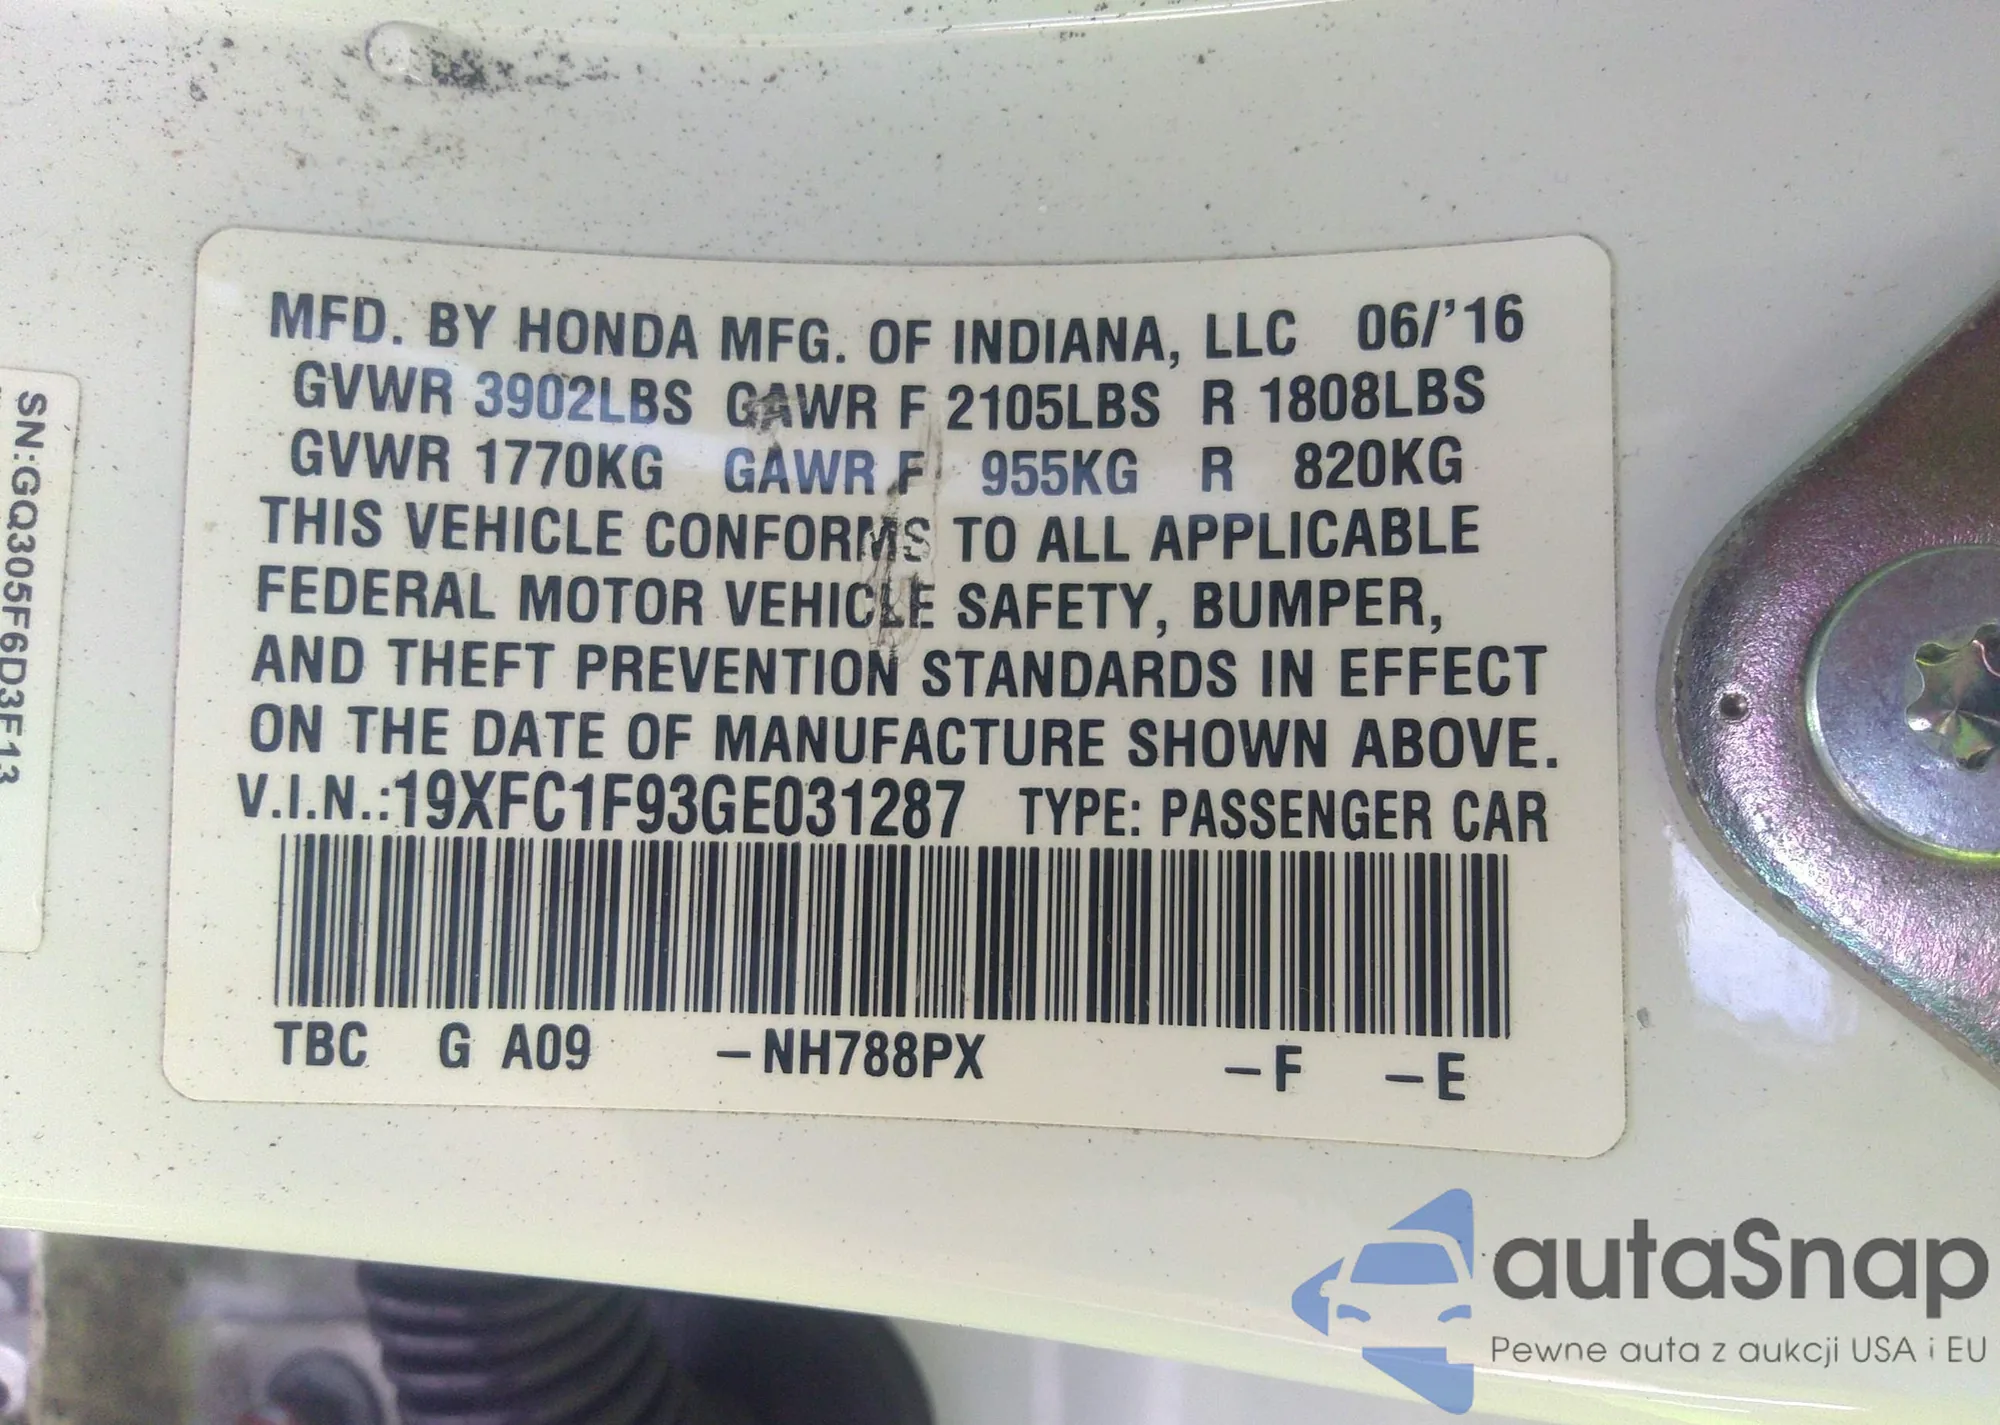 MFD. BY HONDA MFG. OF INDIANA, LLC 06/'16
GVWR 3902LBS GAWR F 2105LBS R 1808LBS
GVWR 1770KG GAWR F 955KG R 820KG
THIS VEHICLE CONFORMS TO ALL APPLICABLE
FEDERAL MOTOR VEHICLE SAFETY, BUMPER,
AND THEFT PREVENTION STANDARDS IN EFFECT
ON THE DATE OF MANUFACTURE SHOWN ABOVE.
V.I.N.:19XFC1F93GE031287 TYPE: PASSENGER CAR
TBC G A09 –NH788PX –F –E
SN:GQ305F6D3F13
autaSnap
Pewne auta z aukcji USA i EU